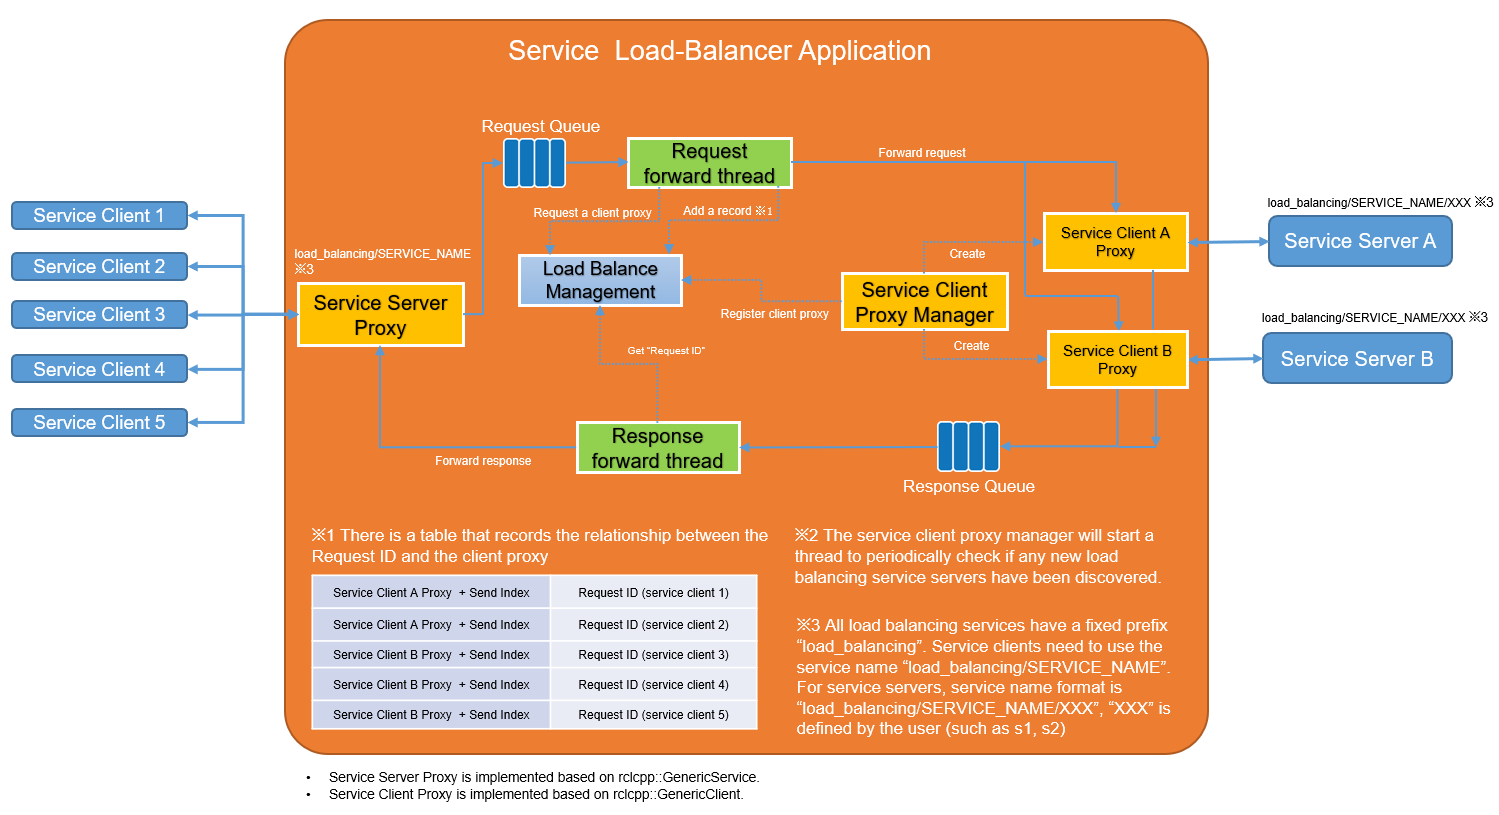 Service Load-Balancer Application
Request Queue
Request
forward thread
Forward request
Service Client 1
Service Client 2
Service Client 3
Service Client 4
Service Client 5
load_balancing/SERVICE_NAME
※3
Service Server
Proxy
Request a client proxy
Add a record ※1
Load Balance
Management
Register client proxy
Get "Request ID"
Service Client
Proxy Manager
Create
Create
Service Client A
Proxy
Service Client B
Proxy
load_balancing/SERVICE_NAME/XXX ※3
Service Server A
load_balancing/SERVICE_NAME/XXX ※3
Service Server B
Response
forward thread
Forward response
Response Queue
※1 There is a table that records the relationship between the
Request ID and the client proxy
Service Client A Proxy + Send Index Request ID (service client 1)
Service Client A Proxy + Send Index Request ID (service client 2)
Service Client B Proxy + Send Index Request ID (service client 3)
Service Client B Proxy + Send Index Request ID (service client 4)
Service Client B Proxy + Send Index Request ID (service client 5)
※2 The service client proxy manager will start a
thread to periodically check if any new load
balancing service servers have been discovered.
※3 All load balancing services have a fixed prefix
“load_balancing”. Service clients need to use the
service name “load_balancing/SERVICE_NAME”.
For service servers, service name format is
“load_balancing/SERVICE_NAME/XXX”, “XXX” is
defined by the user (such as s1, s2)
• Service Server Proxy is implemented based on rclcpp::GenericService.
• Service Client Proxy is implemented based on rclcpp::GenericClient.